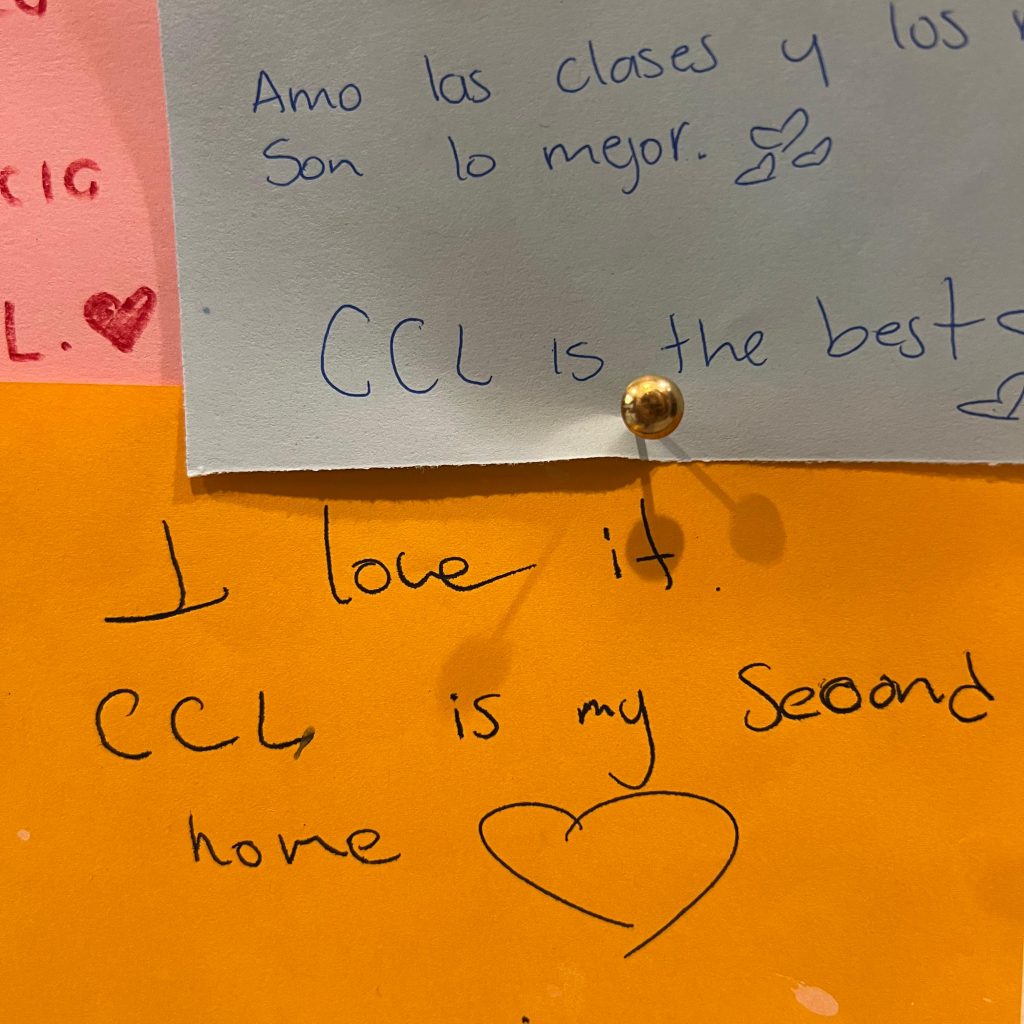 L.
Amo las clases y los
Son lo mejor.
CCL is the best
I love it.
CCL is my Second
home